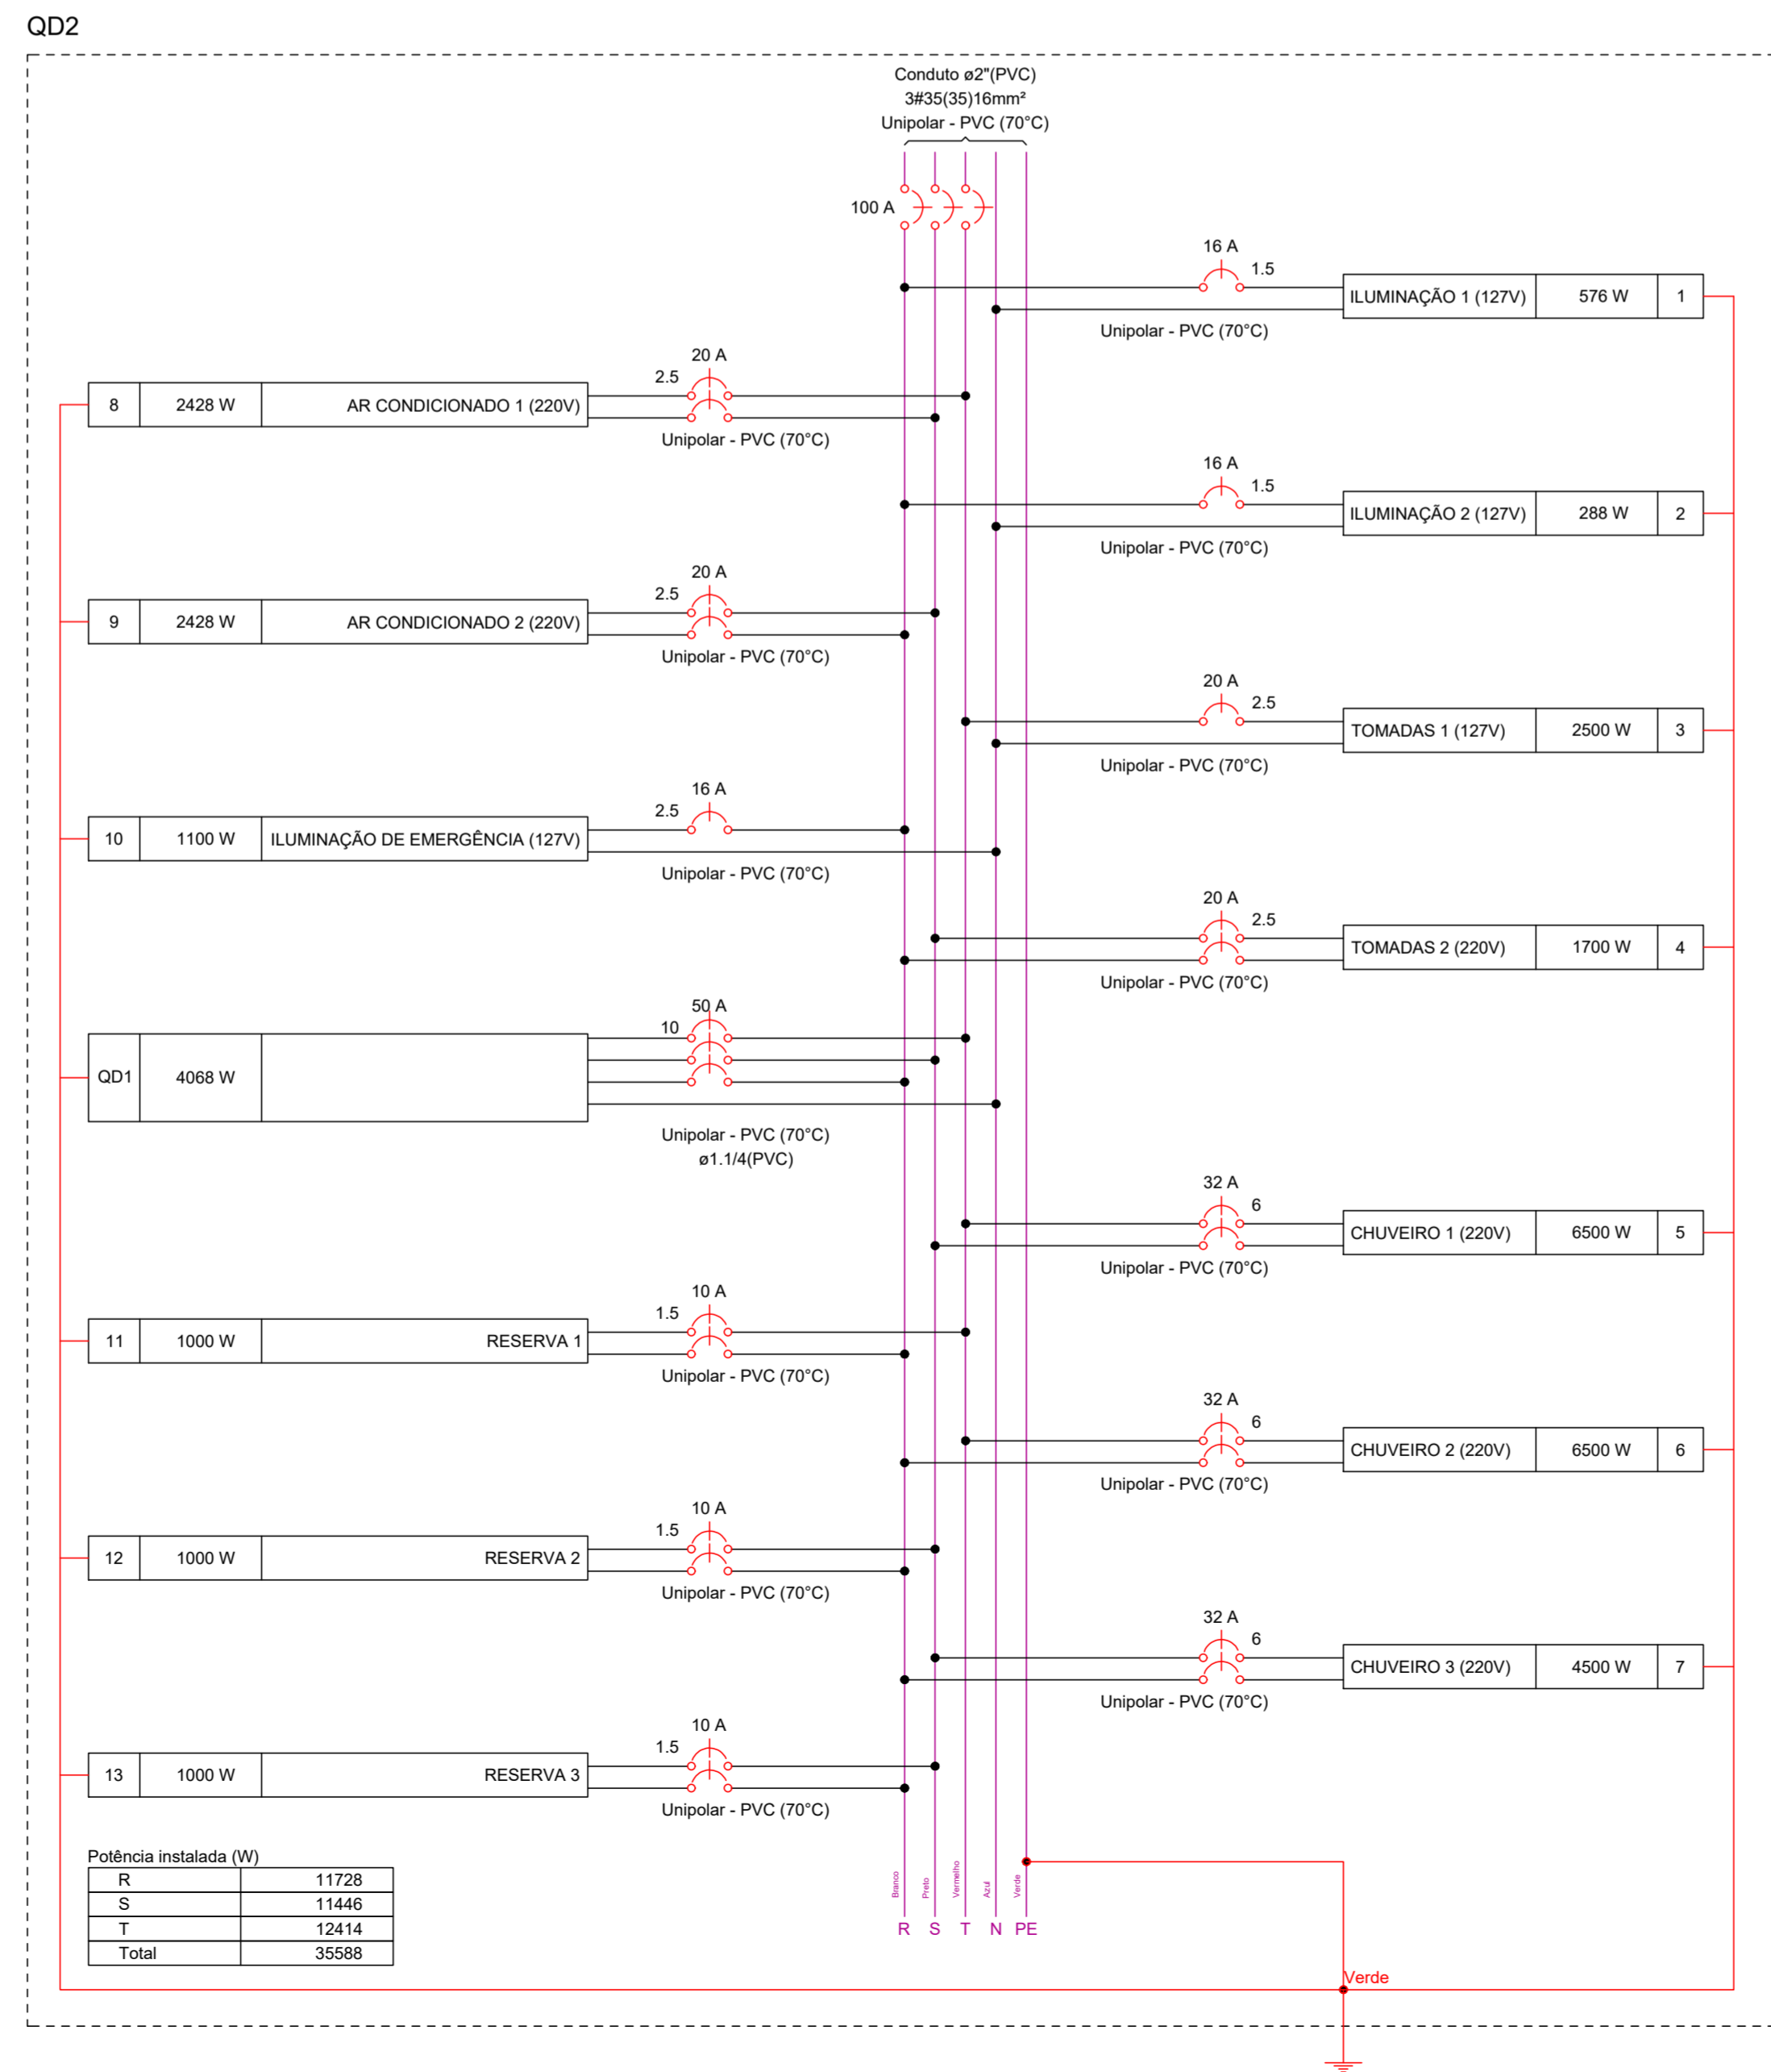 QD2
Conduto ø2"(PVC)
3#35(35)16mm²
Unipolar - PVC (70°C)
100 A
16 A
1.5
ILUMINAÇÃO 1 (127V) 576 W 1
Unipolar - PVC (70°C)
20 A
2.5
8 2428 W AR CONDICIONADO 1 (220V)
Unipolar - PVC (70°C)
16 A
1.5
ILUMINAÇÃO 2 (127V) 288 W 2
Unipolar - PVC (70°C)
20 A
2.5
9 2428 W AR CONDICIONADO 2 (220V)
Unipolar - PVC (70°C)
20 A
2.5
TOMADAS 1 (127V) 2500 W 3
Unipolar - PVC (70°C)
16 A
2.5
10 1100 W ILUMINAÇÃO DE EMERGÊNCIA (127V)
Unipolar - PVC (70°C)
20 A
2.5
TOMADAS 2 (220V) 1700 W 4
Unipolar - PVC (70°C)
50 A
10
QD1 4068 W
Unipolar - PVC (70°C)
ø1.1/4(PVC)
32 A
6
CHUVEIRO 1 (220V) 6500 W 5
Unipolar - PVC (70°C)
10 A
1.5
11 1000 W RESERVA 1
Unipolar - PVC (70°C)
32 A
6
CHUVEIRO 2 (220V) 6500 W 6
Unipolar - PVC (70°C)
10 A
1.5
12 1000 W RESERVA 2
Unipolar - PVC (70°C)
32 A
6
CHUVEIRO 3 (220V) 4500 W 7
Unipolar - PVC (70°C)
10 A
1.5
13 1000 W RESERVA 3
Unipolar - PVC (70°C)
Potência instalada (W)
R 11728
S 11446
T 12414
Total 35588
Branco Preto Vermelho Azul Verde
R S T N PE
Verde